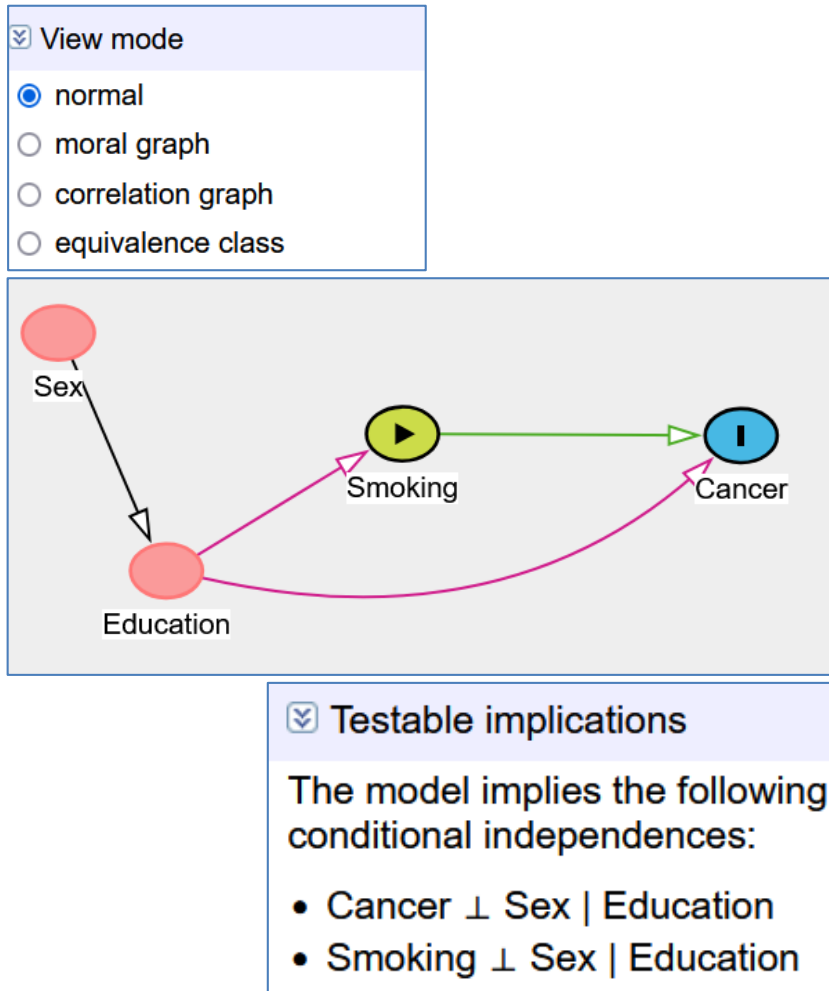 View mode
normal
moral graph
correlation graph
equivalence class
Sex
Smoking
Cancer
Education
Testable implications
The model implies the following
conditional independences:
• Cancer ⊥ Sex | Education
• Smoking ⊥ Sex | Education